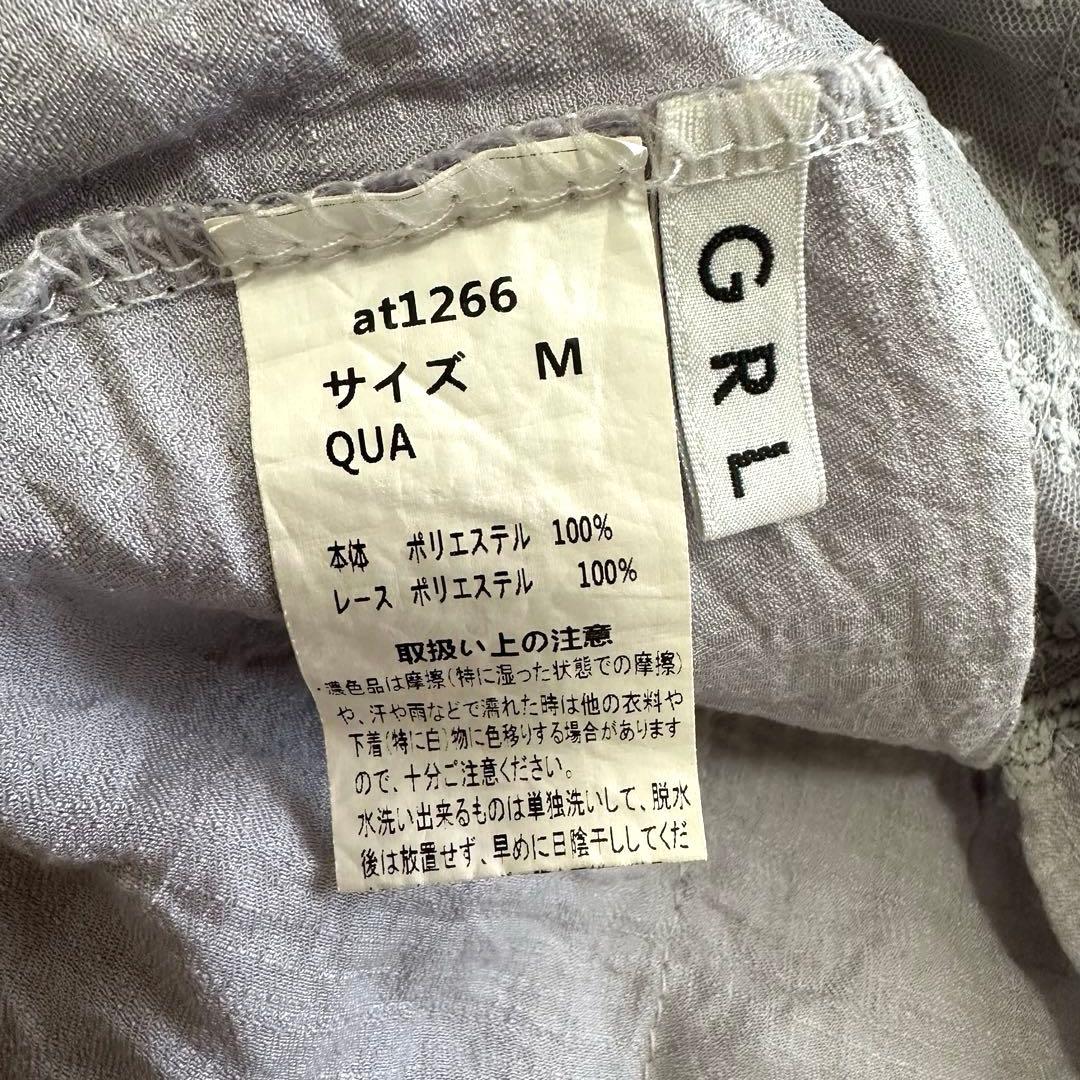 at1266
サイズ M
QUA
本体 ポリエステル 100%
レース ポリエステル 100%
取扱い上の注意
・濃色品は摩擦(特に湿った状態での摩擦)
や、汗や雨などで濡れた時は他の衣料や
下着(特に白)物に色移りする場合があります
ので、十分ご注意ください。
水洗い出来るものは単独洗いして、脱水
後は放置せず、早めに日陰干ししてくだ
GRL